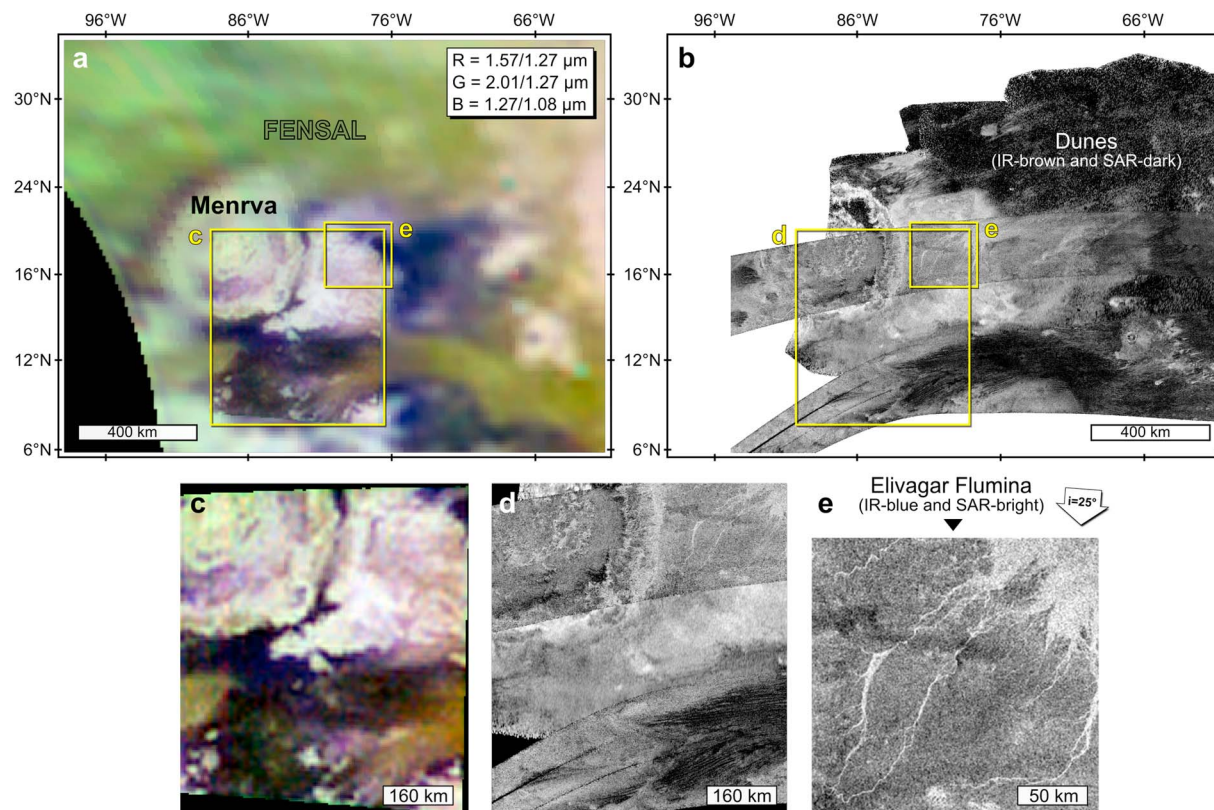 96°W 86°W 76°W 66°W 96°W 86°W 76°W 66°W
a
R = 1.57/1.27 µm
G = 2.01/1.27 µm
B = 1.27/1.08 µm
b
30°N
30°N
FENSAL
Dunes
(IR-brown and SAR-dark)
24°N
24°N
Menrva
c
e
d
e
16°N
16°N
12°N
12°N
400 km
400 km
6°N
6°N
c
d
Elivagar Flumina
(IR-blue and SAR-bright)
e
i=25°
160 km
160 km
50 km